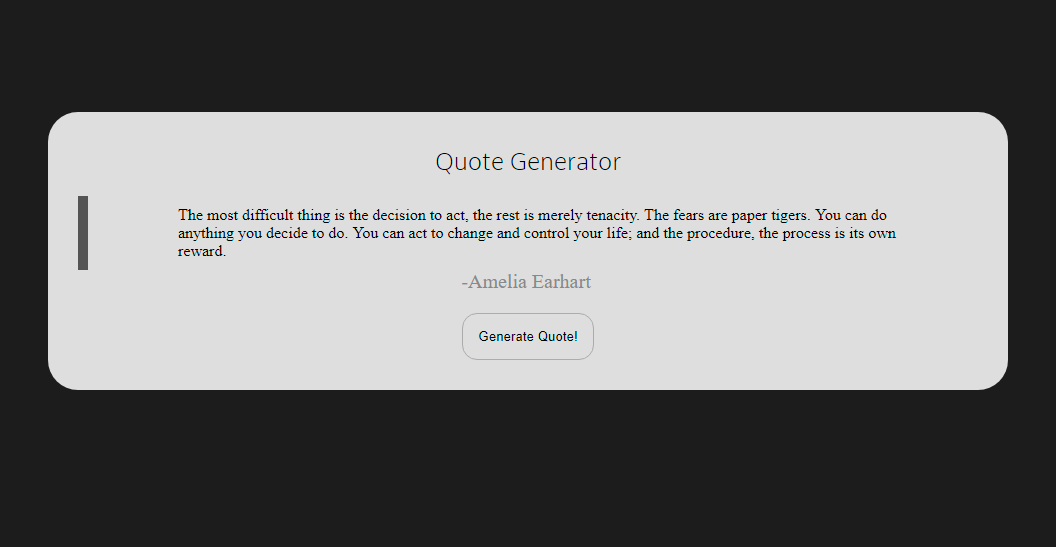 Quote Generator
The most difficult thing is the decision to act, the rest is merely tenacity. The fears are paper tigers. You can do
anything you decide to do. You can act to change and control your life; and the procedure, the process is its own
reward.
-Amelia Earhart
Generate Quote!